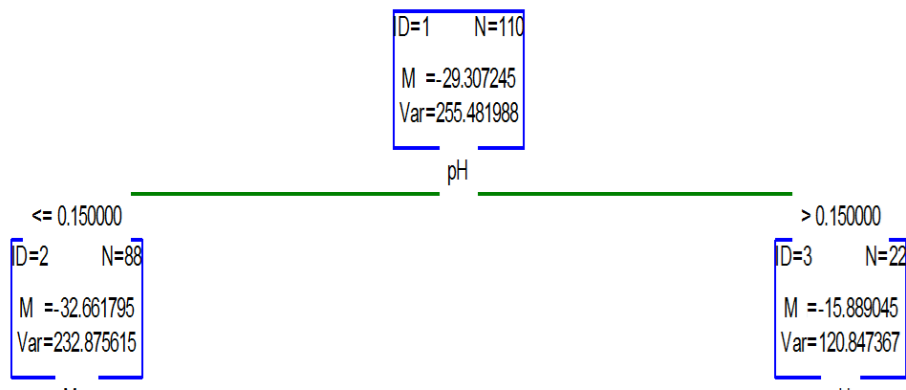 ID=1 N=110
M =-29.307245
Var=255.481988
pH
<= 0.150000
ID=2 N=88
M =-32.661795
Var=232.875615
> 0.150000
ID=3 N=22
M =-15.889045
Var=120.847367